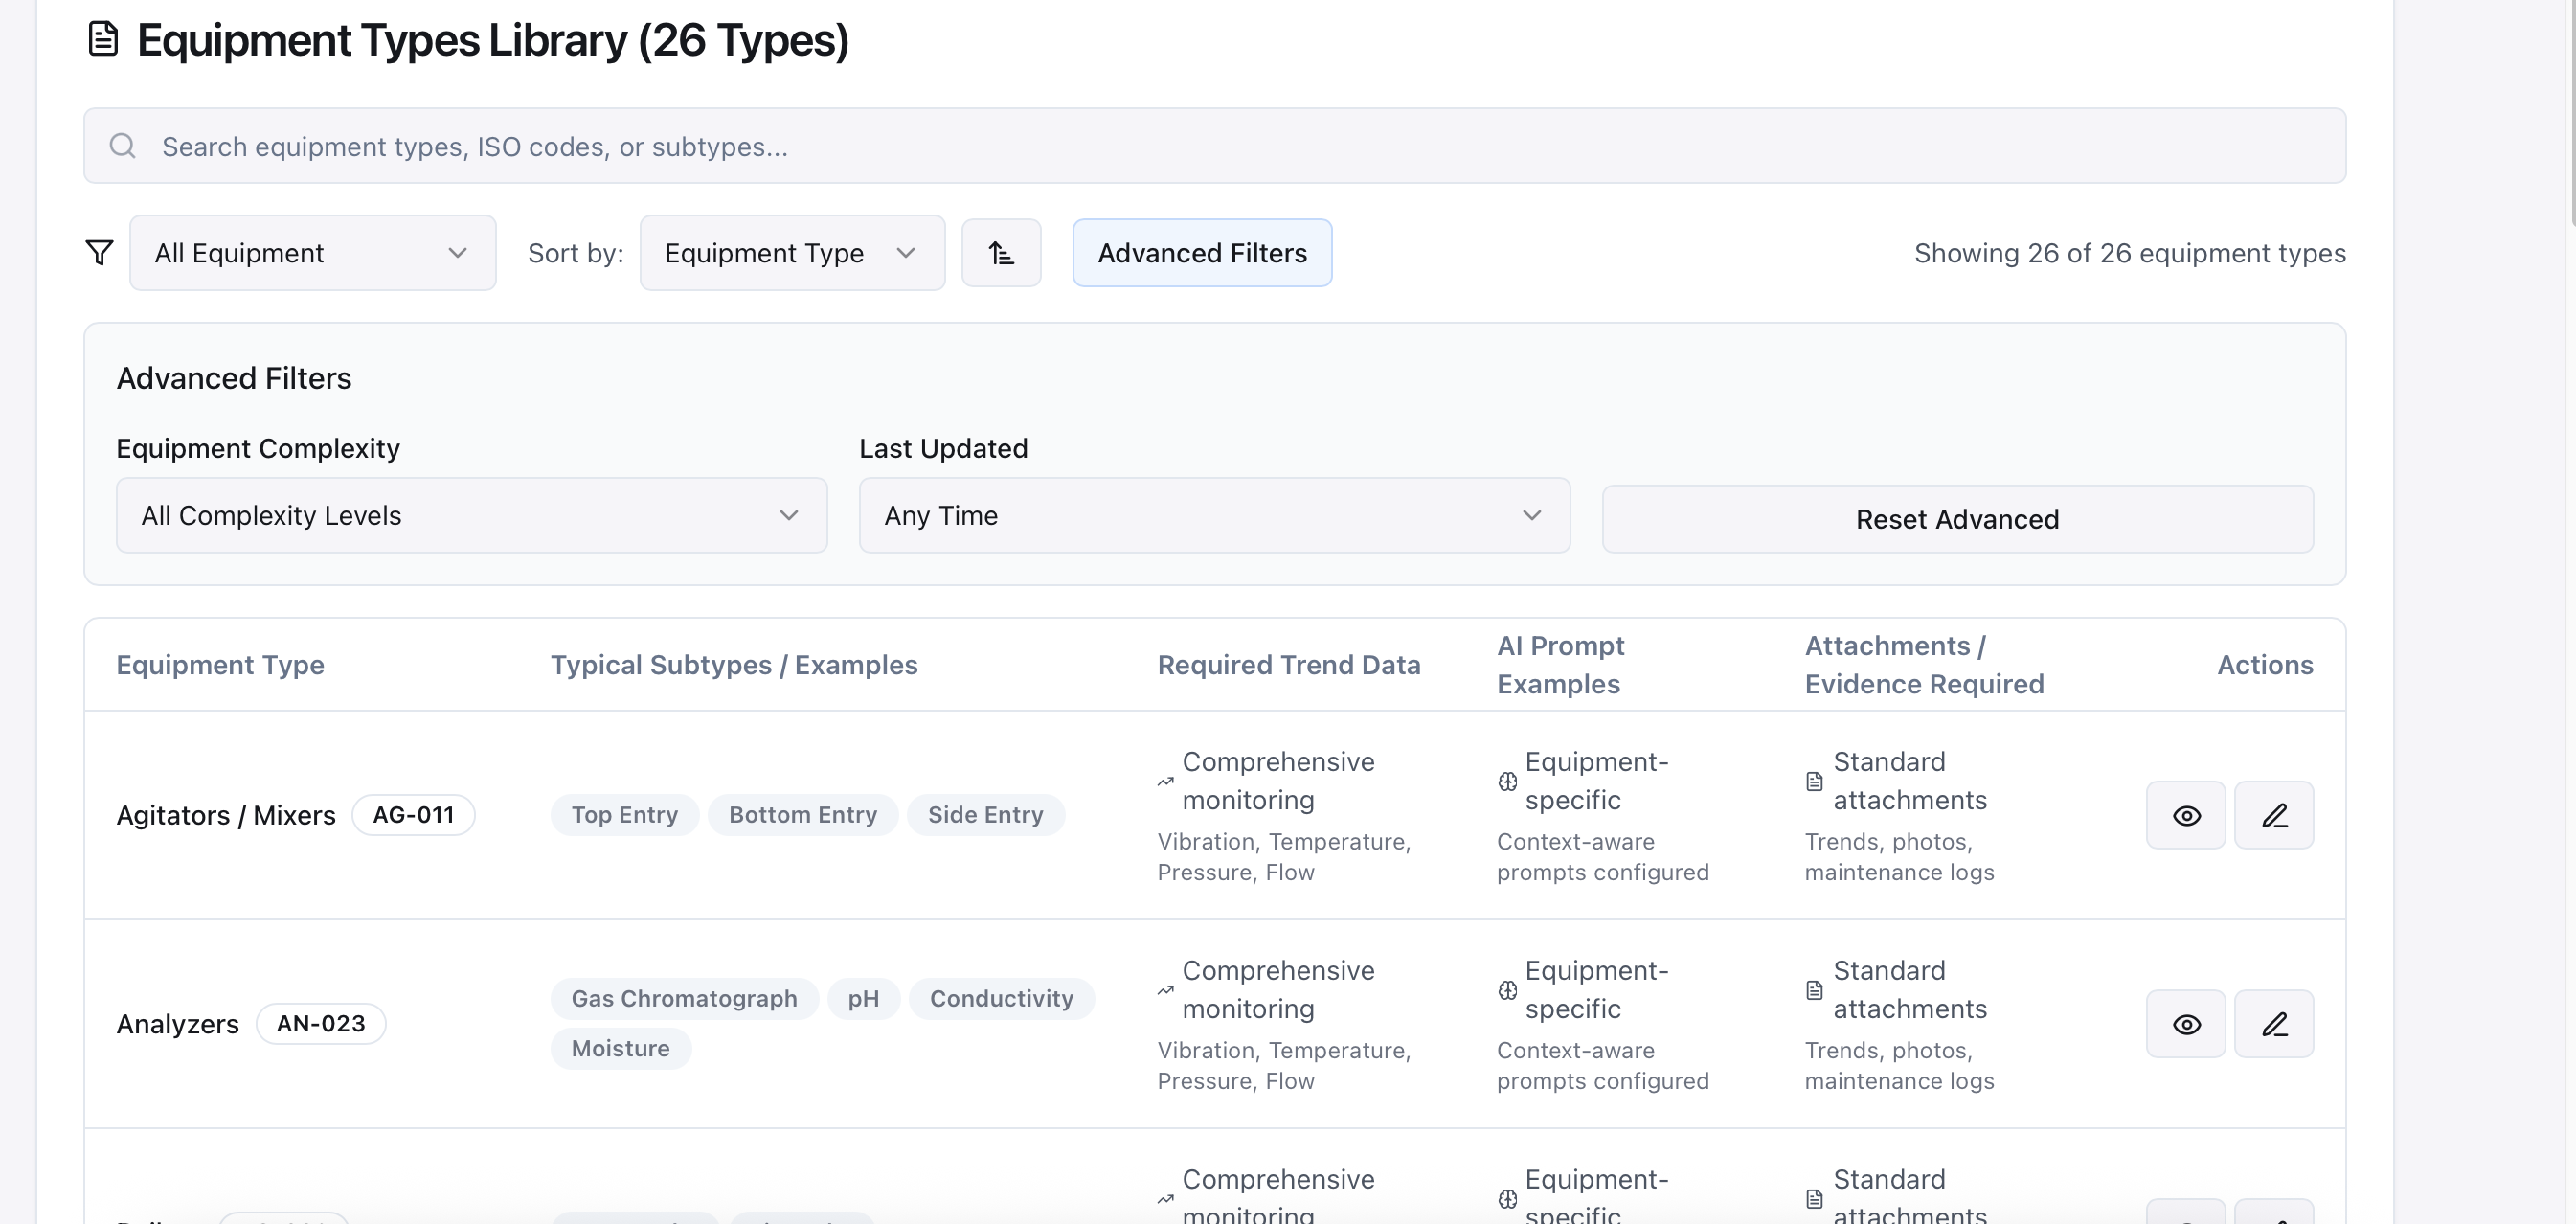 Equipment Types Library (26 Types)
Search equipment types, ISO codes, or subtypes...
All Equipment
Sort by:
Equipment Type
Advanced Filters
Showing 26 of 26 equipment types
Advanced Filters
Equipment Complexity
Last Updated
All Complexity Levels
Any Time
Reset Advanced
Equipment Type
Typical Subtypes / Examples
Required Trend Data
AI Prompt
Examples
Attachments /
Evidence Required
Actions
Agitators / Mixers
AG-011
Top Entry
Bottom Entry
Side Entry
Comprehensive
monitoring
Vibration, Temperature,
Pressure, Flow
Equipment-
specific
Context-aware
prompts configured
Standard
attachments
Trends, photos,
maintenance logs
Analyzers
AN-023
Gas Chromatograph
pH
Conductivity
Moisture
Comprehensive
monitoring
Vibration, Temperature,
Pressure, Flow
Equipment-
specific
Context-aware
prompts configured
Standard
attachments
Trends, photos,
maintenance logs
Comprehensive
monitoring
Equipment-
specific
Standard
attachments